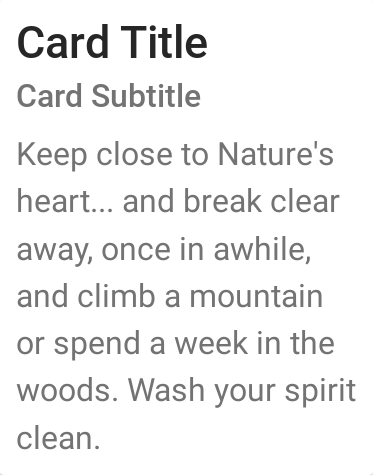 Card Title
Card Subtitle
Keep close to Nature's
heart... and break clear
away, once in awhile,
and climb a mountain
or spend a week in the
woods. Wash your spirit
clean.